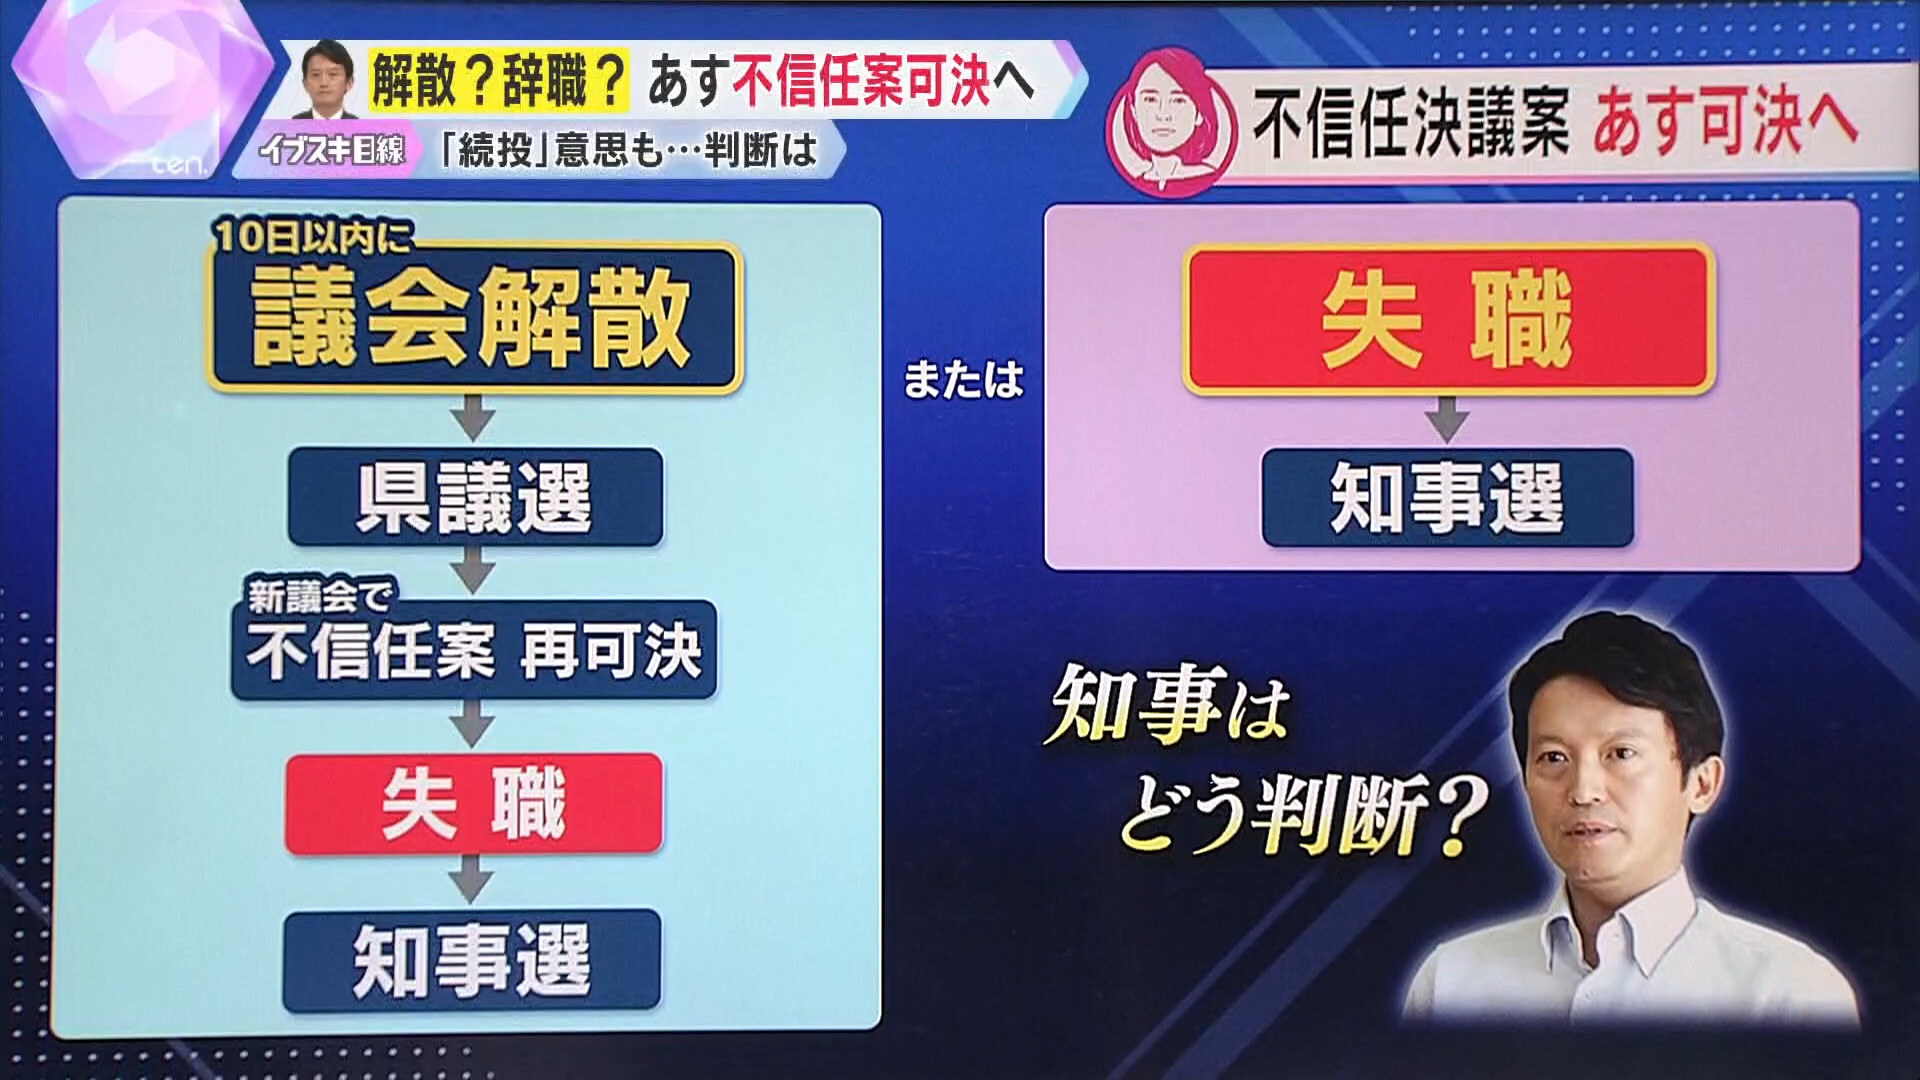 解散？辞職？ あす不信任案可決へ
イブスキ目線
「続投」意思も…判断は
ten.
不信任決議案 あす可決へ
10日以内に
議会解散
県議選
新議会で
不信任案 再可決
失職
知事選
または
失職
知事選
知事は
どう判断？